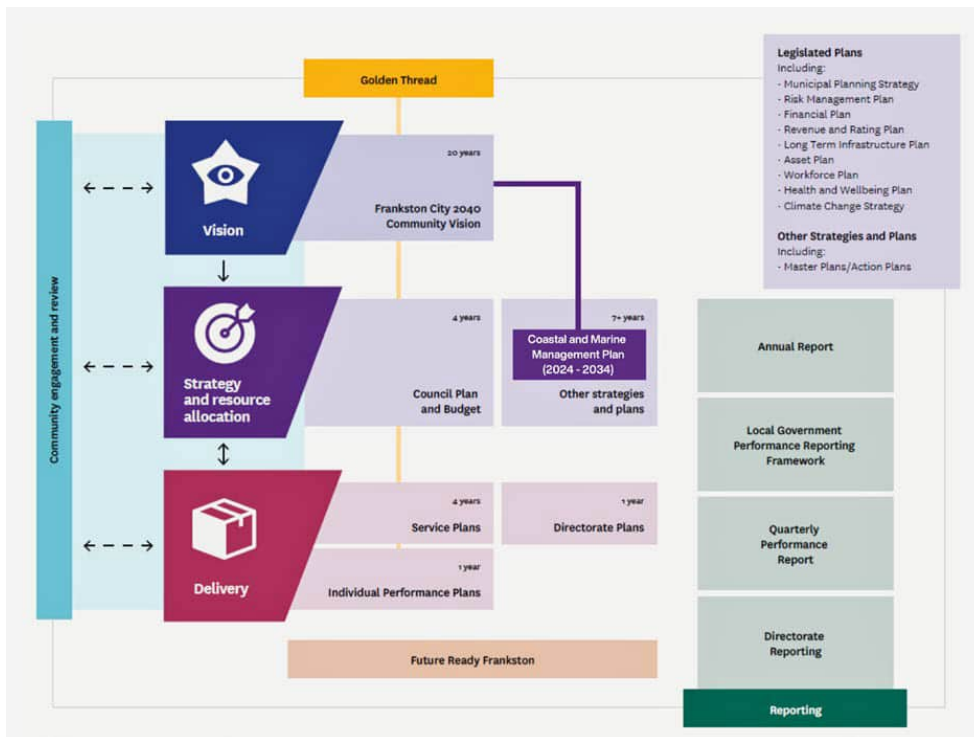 Golden Thread
Community engagement and review
Vision
20 years
Frankston City 2040
Community Vision
Strategy
and resource
allocation
4 years
Council Plan
and Budget
7+ years
Coastal and Marine
Management Plan
(2024 - 2034)
Other strategies
and plans
Delivery
4 years
Service Plans
1 year
Directorate Plans
1 year
Individual Performance Plans
Future Ready Frankston
Legislated Plans
Including:
· Municipal Planning Strategy
· Risk Management Plan
· Financial Plan
· Revenue and Rating Plan
· Long Term Infrastructure Plan
· Asset Plan
· Workforce Plan
· Health and Wellbeing Plan
· Climate Change Strategy
Other Strategies and Plans
Including:
· Master Plans/Action Plans
Annual Report
Local Government
Performance Reporting
Framework
Quarterly
Performance
Report
Directorate
Reporting
Reporting